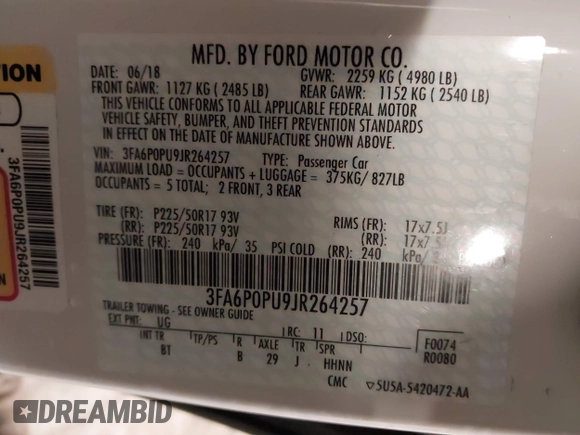 MFD. BY FORD MOTOR CO.
DATE: 06/18 GVWR: 2259 KG ( 4980 LB)
FRONT GAWR: 1127 KG ( 2485 LB) REAR GAWR: 1152 KG ( 2540 LB)
THIS VEHICLE CONFORMS TO ALL APPLICABLE FEDERAL MOTOR
VEHICLE SAFETY, BUMPER, AND THEFT PREVENTION STANDARDS
IN EFFECT ON THE DATE OF MANUFACTURE SHOWN ABOVE.
VIN: 3FA6P0PU9JR264257 TYPE: Passenger Car
MAXIMUM LOAD = OCCUPANTS + LUGGAGE = 375KG/ 827LB
OCCUPANTS = 5 TOTAL; 2 FRONT, 3 REAR
TIRE (FR): P225/50R17 93V RIMS (FR): 17x7.5J
(RR): P225/50R17 93V (RR): 17x7.5
PRESSURE (FR): 240 kPa/ 35 PSI COLD (RR): 240 kPa/
3FA6P0PU9JR264257
TRAILER TOWING - SEE OWNER GUIDE
EXT PNT: UG RC: 11 DSO: F0074
INT TR TP/PS R AXLE TR SPR R0080
BT B 29 J HHNN
CMC 5U5A-5420472-AA
TION
3FA6P0PU9JR264257
DREAMBID